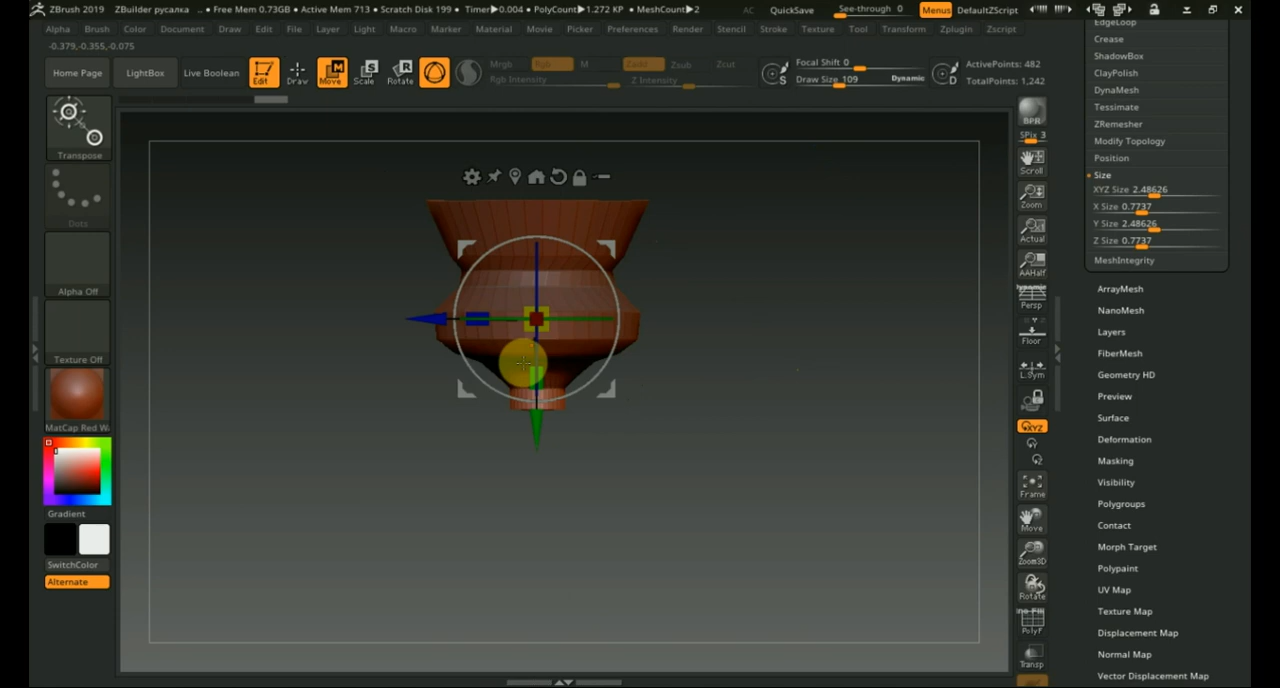 ZBrush 2019 ZBuilder русалка .. • Free Mem 0.73GB • Active Mem 713 • Scratch Disk 199 • Timer▶0.004 • PolyCount▶1.272 KP • MeshCount▶2 AC QuickSave See-through 0 Menus DefaultZScript
Alpha Brush Color Document Draw Edit File Layer Light Macro Marker Material Movie Picker Preferences Render Stencil Stroke Texture Tool Transform Zplugin Zscript
-0.379,-0.355,-0.075
Home Page LightBox Live Boolean Edit Draw Move Scale Rotate Mrgb Rgb M Zadd Zsub Zcut
Rgb Intensity Z Intensity
Focal Shift 0 ActivePoints: 482
Draw Size 109 Dynamic TotalPoints: 1,242
S D
Transpose
Dots
Alpha Off
Texture Off
MatCap Red W
Gradient
SwitchColor
Alternate
BPR
SPix 3
Scroll
Zoom
Actual
AAHalf
Dynamic
Persp
Floor
L.Sym
XYZ
Y
Z
Frame
Move
Zoom3D
Rotate
PolyF
Transp
EdgeLoop
Crease
ShadowBox
ClayPolish
DynaMesh
Tessimate
ZRemesher
Modify Topology
Position
Size
XYZ Size 2.48626
X Size 0.7737
Y Size 2.48626
Z Size 0.7737
MeshIntegrity
ArrayMesh
NanoMesh
Layers
FiberMesh
Geometry HD
Preview
Surface
Deformation
Masking
Visibility
Polygroups
Contact
Morph Target
Polypaint
UV Map
Texture Map
Displacement Map
Normal Map
Vector Displacement Map